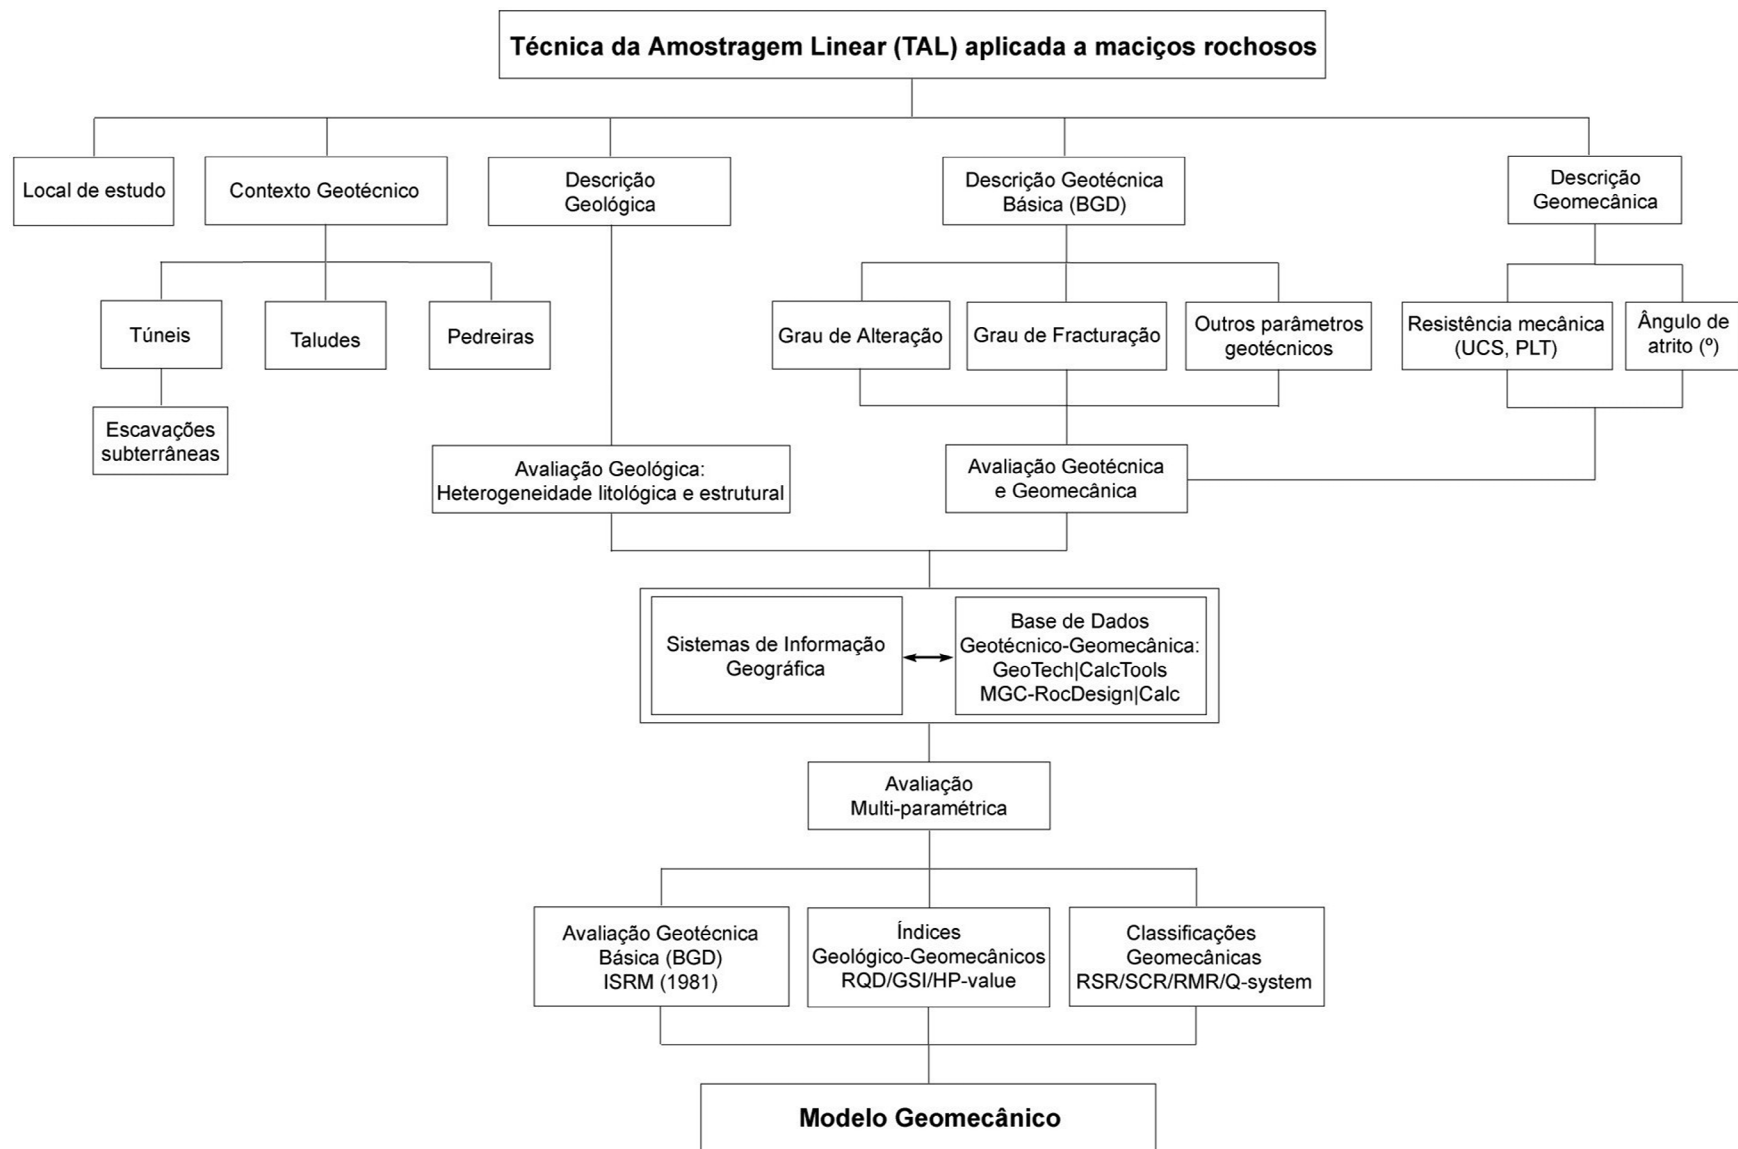 Técnica da Amostragem Linear (TAL) aplicada a maciços rochosos
Local de estudo
Contexto Geotécnico
Descrição
Geológica
Descrição Geotécnica
Básica (BGD)
Descrição
Geomecânica
Túneis
Taludes
Pedreiras
Grau de Alteração
Grau de Fracturação
Outros parâmetros
geotécnicos
Resistência mecânica
(UCS, PLT)
Ângulo de
atrito (º)
Escavações
subterrâneas
Avaliação Geológica:
Heterogeneidade litológica e estrutural
Avaliação Geotécnica
e Geomecânica
Sistemas de Informação
Geográfica
Base de Dados
Geotécnico-Geomecânica:
GeoTech|CalcTools
MGC-RocDesign|Calc
Avaliação
Multi-paramétrica
Avaliação Geotécnica
Básica (BGD)
ISRM (1981)
Índices
Geológico-Geomecânicos
RQD/GSI/HP-value
Classificações
Geomecânicas
RSR/SCR/RMR/Q-system
Modelo Geomecânico